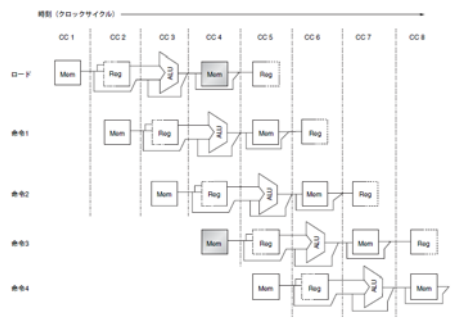 時刻（クロックサイクル）
CC 1 CC 2 CC 3 CC 4 CC 5 CC 6 CC 7 CC 8
ロード Mem Reg ALU Mem Reg
命令1 Mem Reg ALU Mem Reg
命令2 Mem Reg ALU Mem Reg
命令3 Mem Reg ALU Mem Reg
命令4 Mem Reg ALU Mem